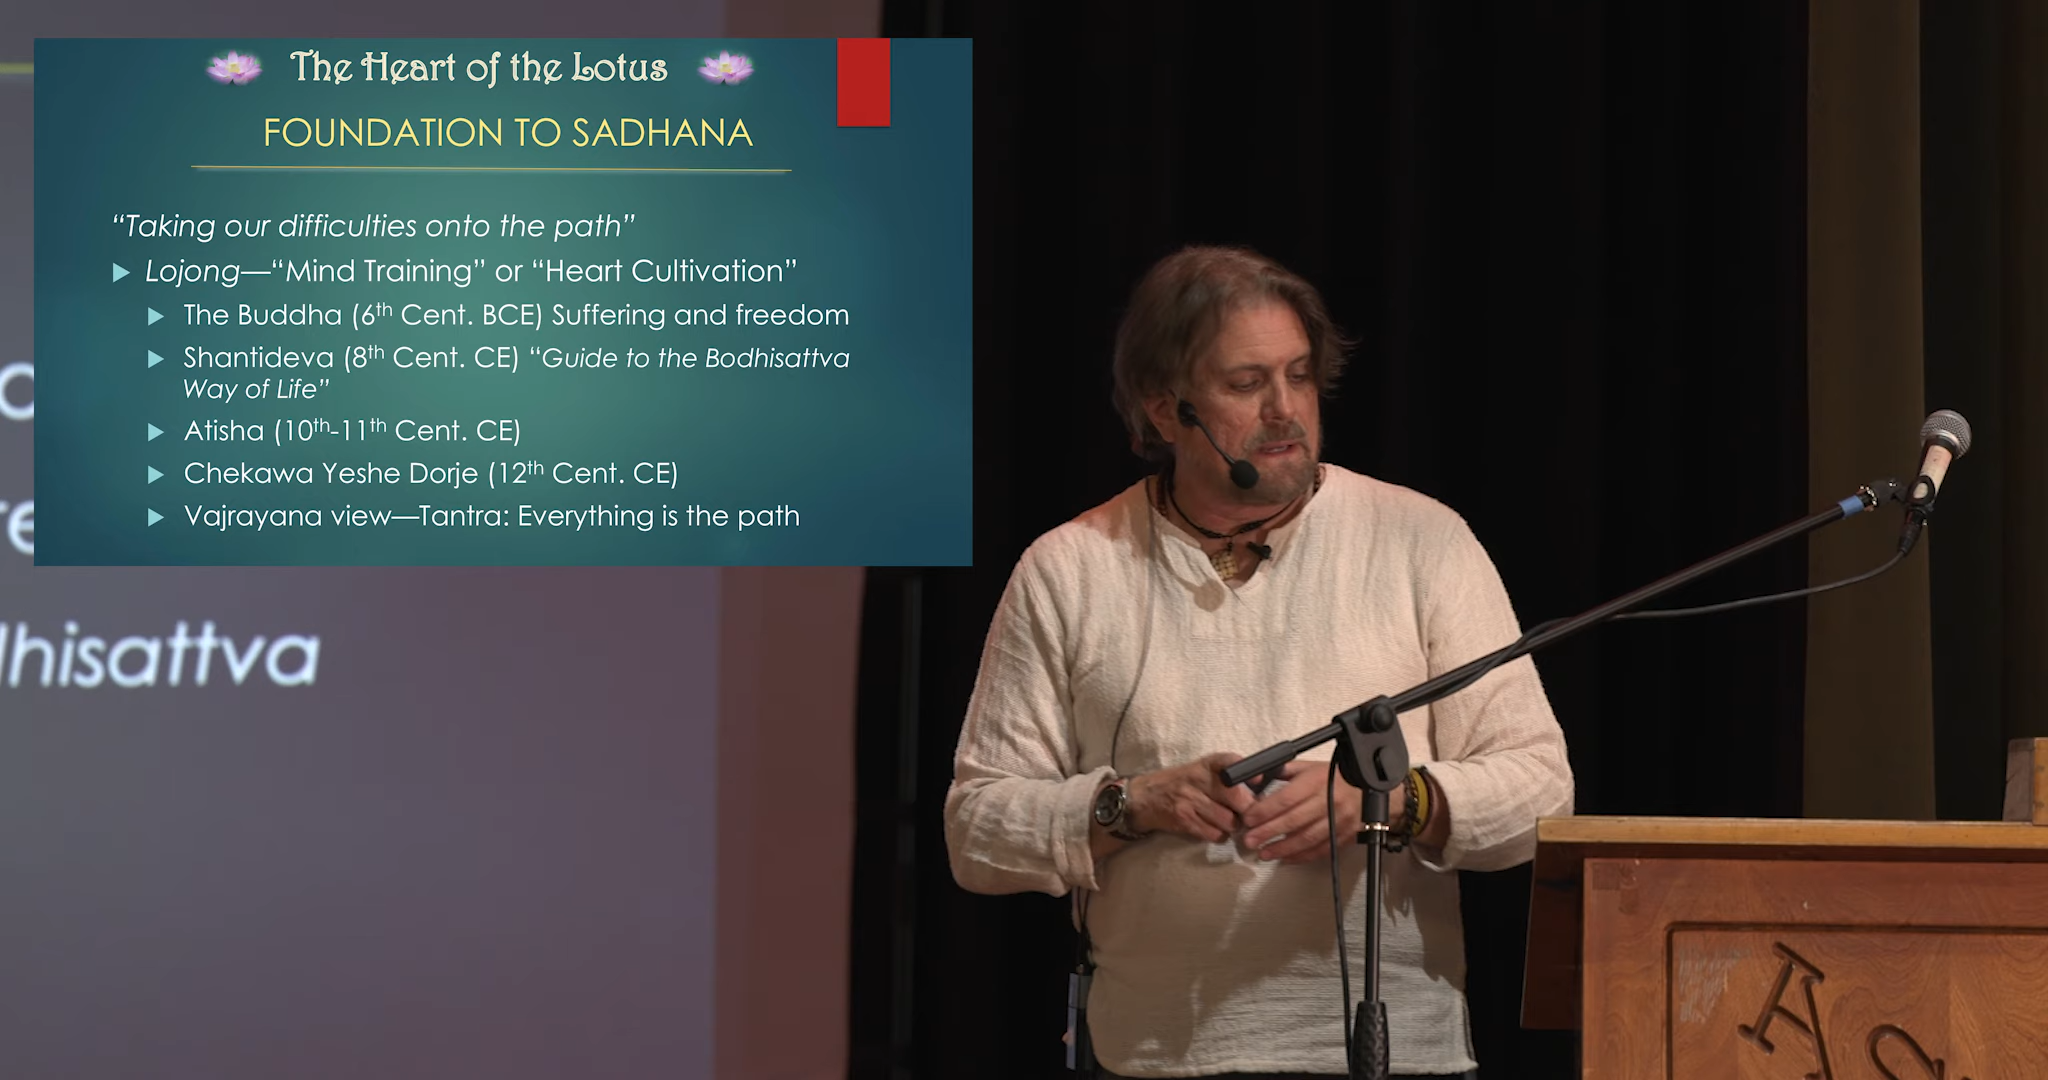 The Heart of the Lotus
FOUNDATION TO SADHANA
“Taking our difficulties onto the path”
Lojong—“Mind Training” or “Heart Cultivation”
The Buddha (6th Cent. BCE) Suffering and freedom
Shantideva (8th Cent. CE) “Guide to the Bodhisattva
Way of Life”
Atisha (10th-11th Cent. CE)
Chekawa Yeshe Dorje (12th Cent. CE)
Vajrayana view—Tantra: Everything is the path
dhisattva
A